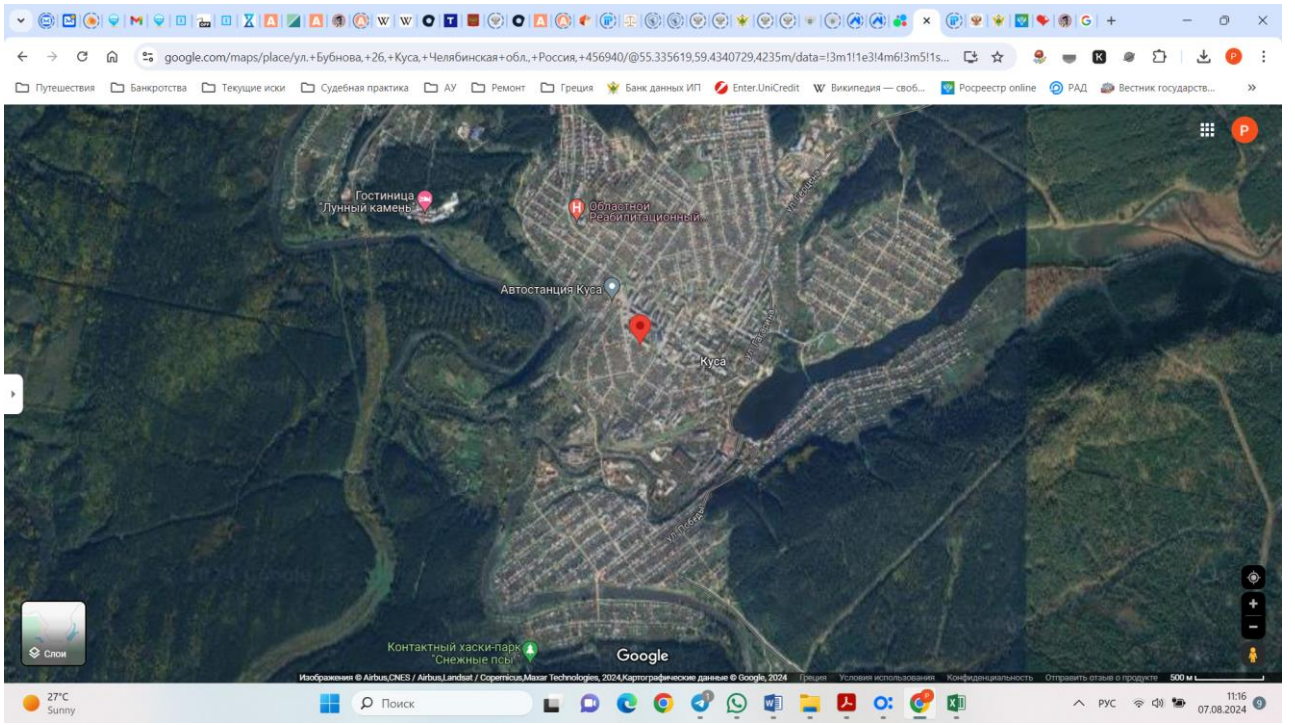 google.com/maps/place/ул.+Бубнова,+26,+Куса,+Челябинская+обл.,+Россия,+456940/@55.335619,59.4340729,4235m/data=!3m1!1e3!4m6!3m5!1s...
Путешествия Банкротства Текущие иски Судебная практика АУ Ремонт Греция Банк данных ИП Enter.UniCredit Википедия — своб... Росреестр online РАД Вестник государств...
Гостиница
"Лунный камень"
Областной
Реабилитационный...
Автостанция Куса
ул. Гагарина
Куса
ул. Победы
Контактный хаски-парк
"Снежные псы"
Слои
Google
Изображения © Airbus,CNES / Airbus,Landsat / Copernicus,Maxar Technologies, 2024,Картографические данные © Google, 2024 Греция Условия использования Конфиденциальность Отправить отзыв о продукте 500 м
27°C
Sunny
Поиск
РУС
11:16
07.08.2024
9